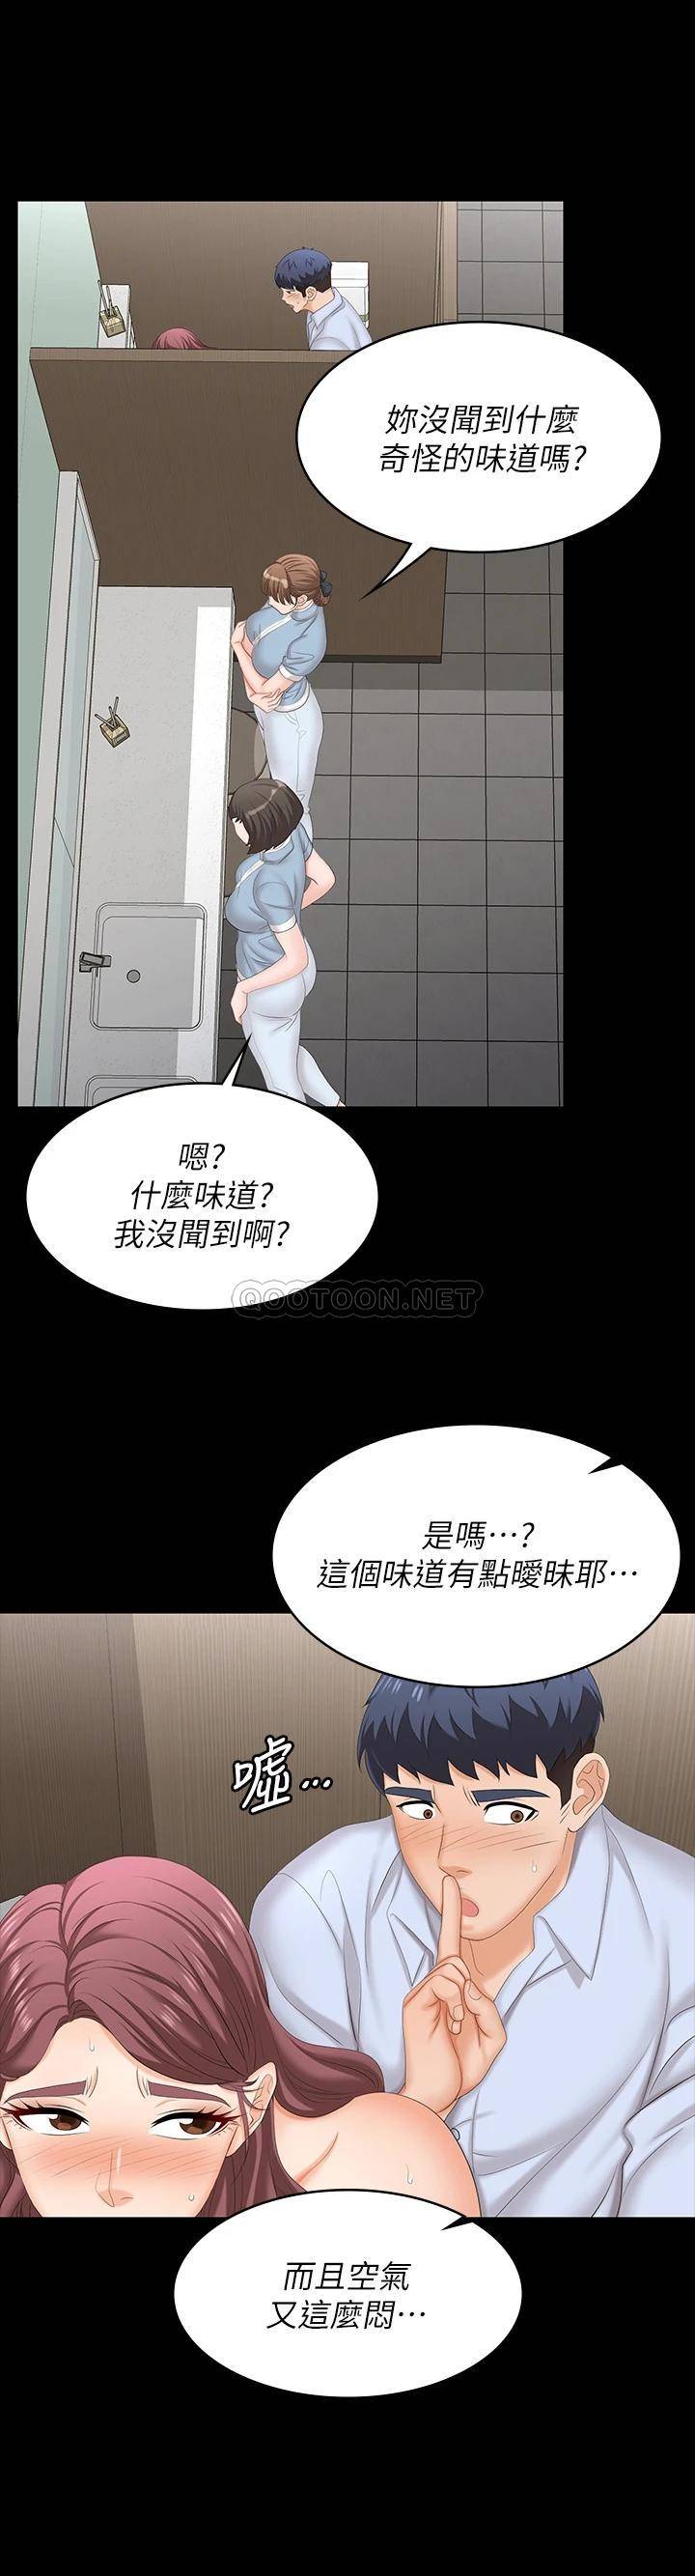 妳沒聞到什麼
奇怪的味道嗎?
嗯?
什麼味道?
我沒聞到啊?
QOOTOON.NET
是嗎…?
這個味道有點曖昧耶…
噓…
而且空氣
又這麼悶…